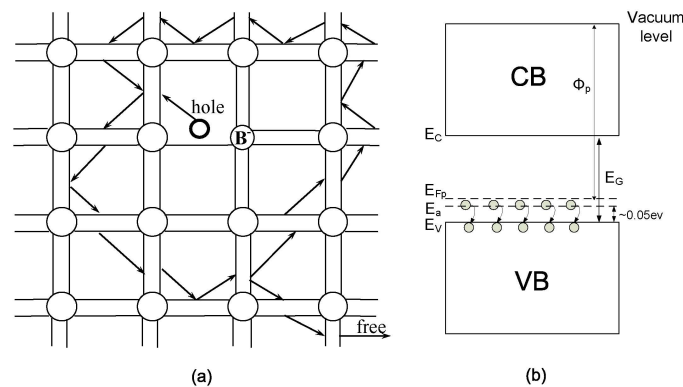 hole
B⁻
free
(a)
Vacuum
level
CB
Φp
EC
EG
EFp
Ea
~0.05ev
EV
VB
(b)